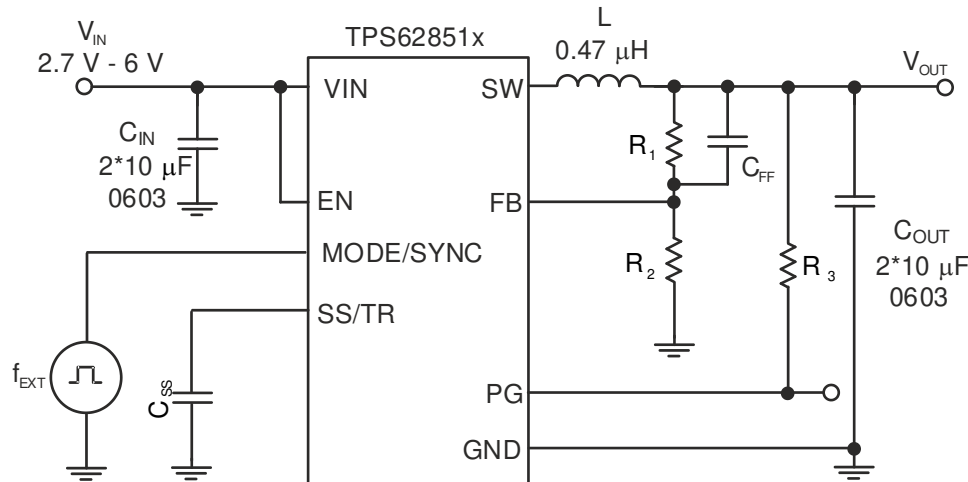 V_IN
2.7 V - 6 V
TPS62851x
L
0.47 μH
V_OUT
VIN
SW
C_IN
2*10 μF
0603
R_1
C_FF
EN
FB
MODE/SYNC
R_2
R_3
C_OUT
2*10 μF
0603
SS/TR
f_EXT
C_SS
PG
GND